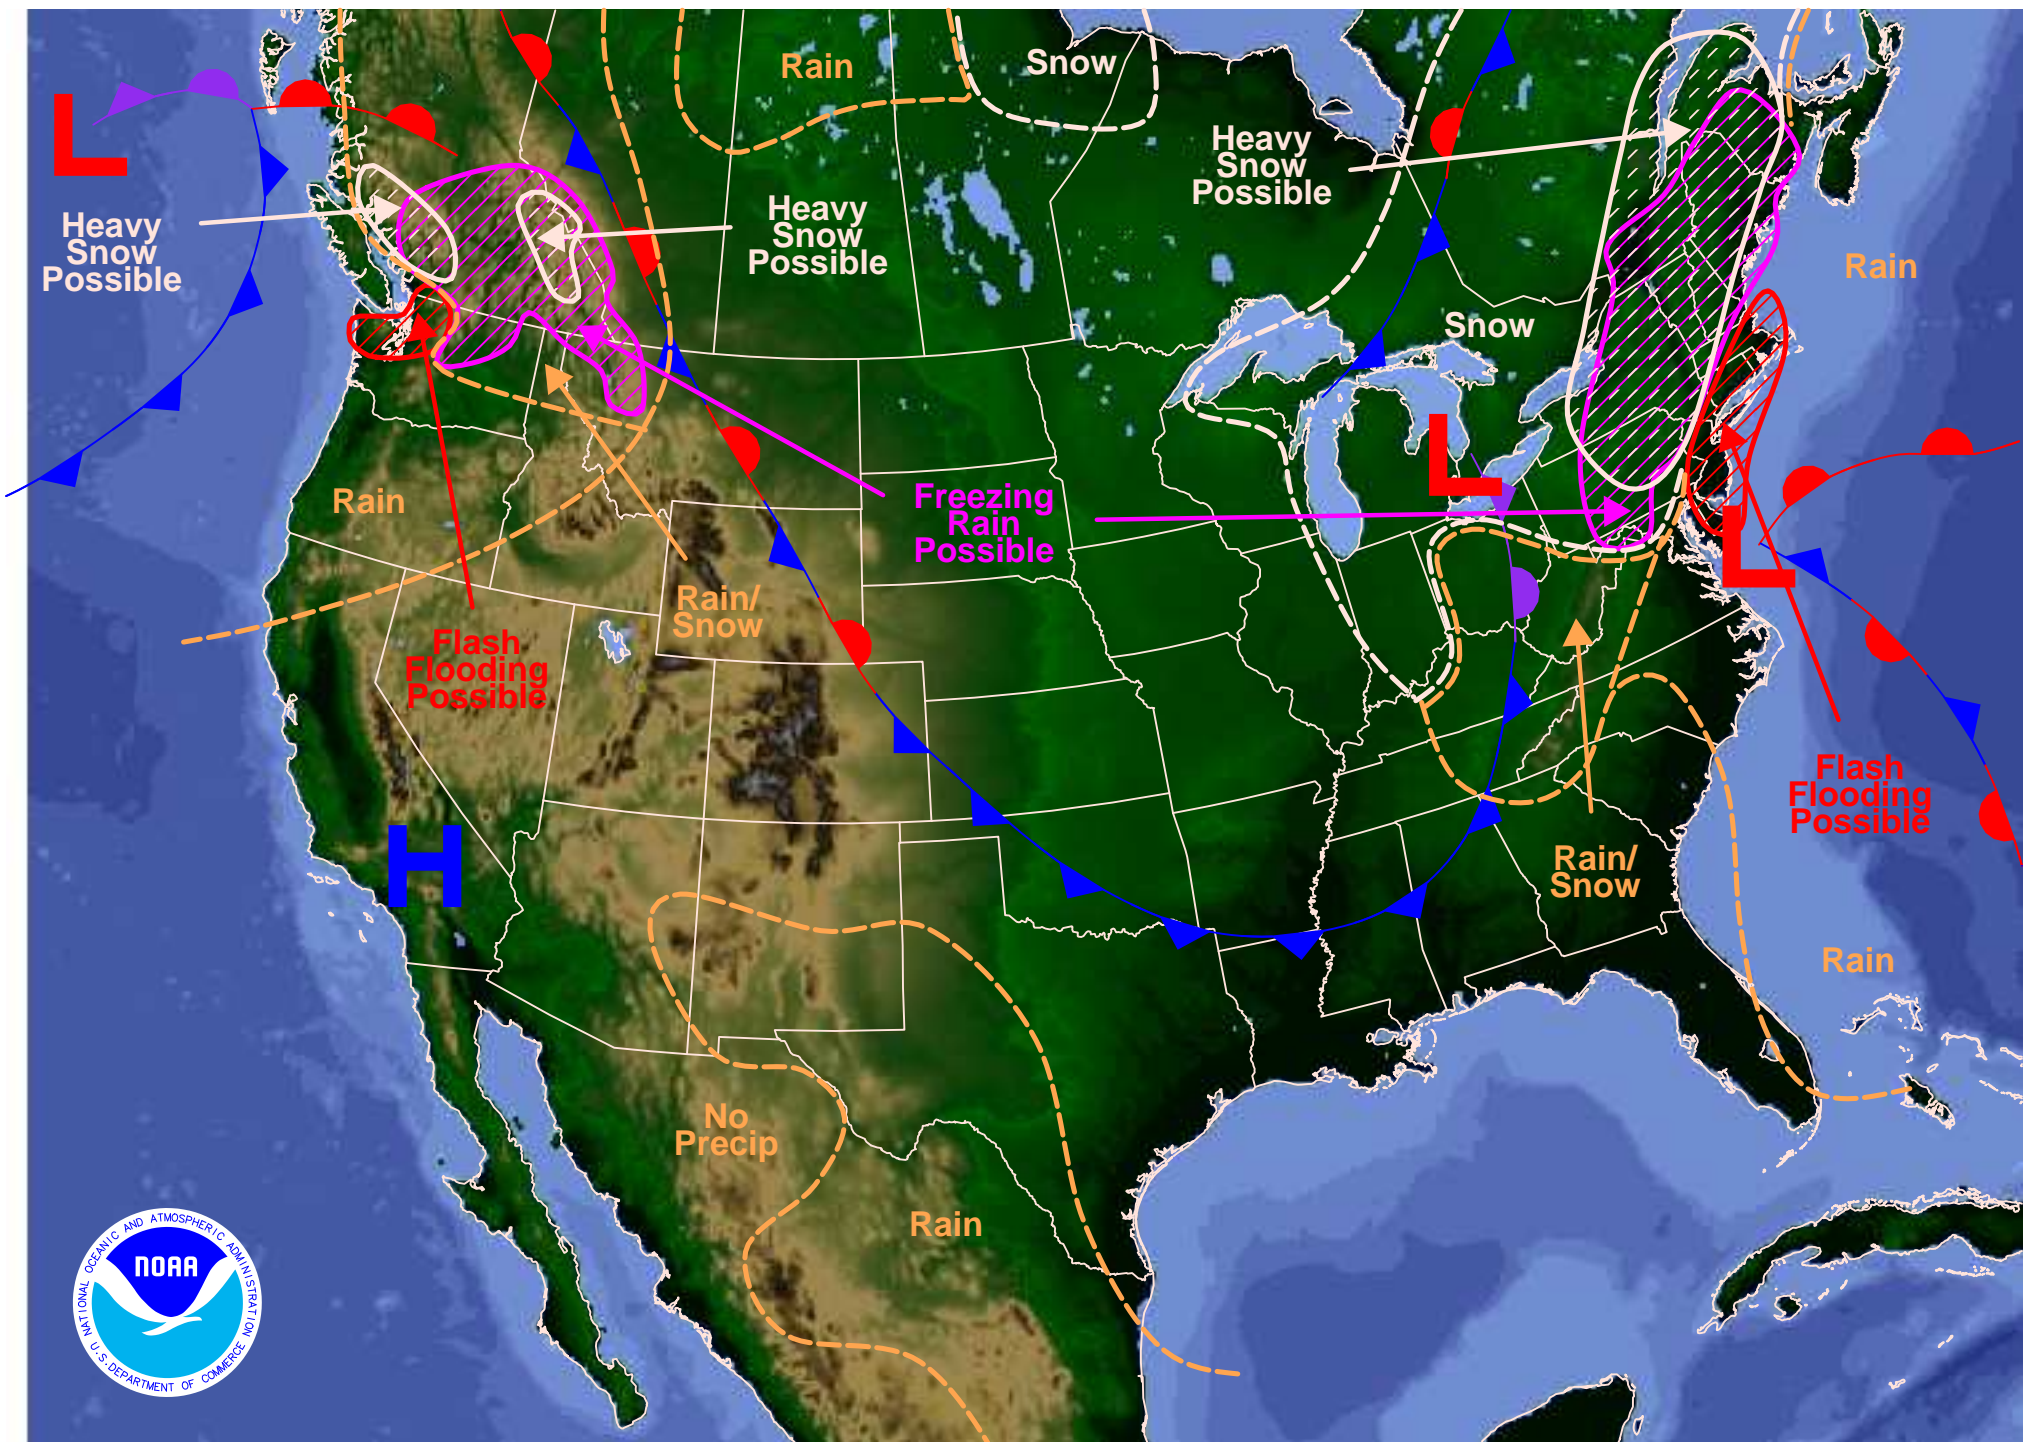 Rain
Snow
L
Heavy
Snow
Possible
Heavy
Snow
Possible
Heavy
Snow
Possible
Rain
Snow
Rain
L
Freezing
Rain
Possible
L
Rain/
Snow
Flash
Flooding
Possible
Flash
Flooding
Possible
H
Rain/
Snow
Rain
No
Precip
Rain
NATIONAL OCEANIC AND ATMOSPHERIC ADMINISTRATION
NOAA
U.S. DEPARTMENT OF COMMERCE